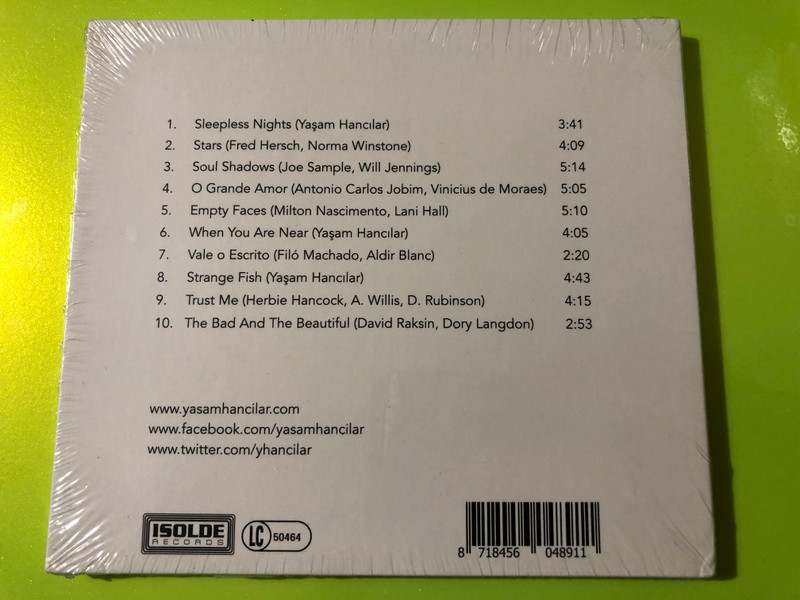 1. Sleepless Nights (Yaşam Hancılar) 3:41
2. Stars (Fred Hersch, Norma Winstone) 4:09
3. Soul Shadows (Joe Sample, Will Jennings) 5:14
4. O Grande Amor (Antonio Carlos Jobim, Vinicius de Moraes) 5:05
5. Empty Faces (Milton Nascimento, Lani Hall) 5:10
6. When You Are Near (Yaşam Hancılar) 4:05
7. Vale o Escrito (Filó Machado, Aldir Blanc) 2:20
8. Strange Fish (Yaşam Hancılar) 4:43
9. Trust Me (Herbie Hancock, A. Willis, D. Rubinson) 4:15
10. The Bad And The Beautiful (David Raksin, Dory Langdon) 2:53
www.yasamhancilar.com
www.facebook.com/yasamhancilar
www.twitter.com/yhancilar
ISOLDE
RECORDS
LC 50464
8 718456 048911